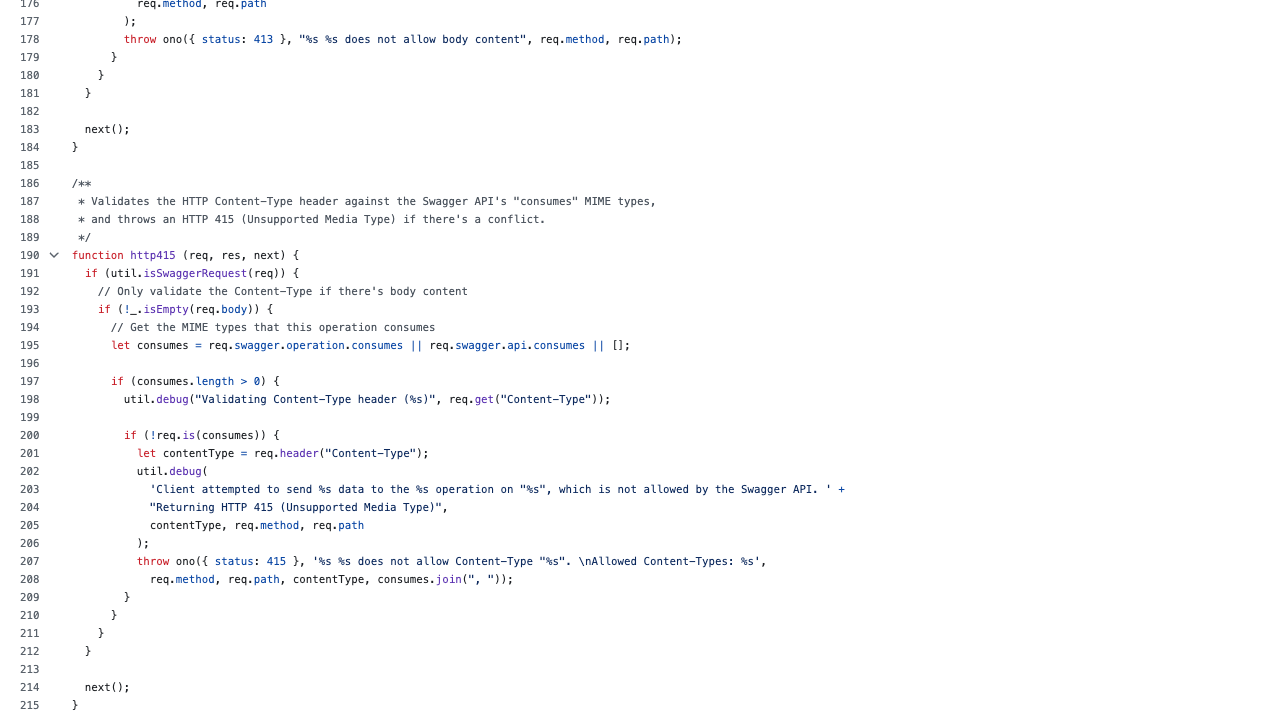 176           req.method, req.path
177         );
178         throw ono({ status: 413 }, "%s %s does not allow body content", req.method, req.path);
179       }
180     }
181   }
182
183   next();
184 }
185
186 /**
187  * Validates the HTTP Content-Type header against the Swagger API's "consumes" MIME types,
188  * and throws an HTTP 415 (Unsupported Media Type) if there's a conflict.
189  */
190 function http415 (req, res, next) {
191   if (util.isSwaggerRequest(req)) {
192     // Only validate the Content-Type if there's body content
193     if (!_.isEmpty(req.body)) {
194       // Get the MIME types that this operation consumes
195       let consumes = req.swagger.operation.consumes || req.swagger.api.consumes || [];
196
197       if (consumes.length > 0) {
198         util.debug("Validating Content-Type header (%s)", req.get("Content-Type"));
199
200         if (!req.is(consumes)) {
201           let contentType = req.header("Content-Type");
202           util.debug(
203             'Client attempted to send %s data to the %s operation on "%s", which is not allowed by the Swagger API. ' +
204             "Returning HTTP 415 (Unsupported Media Type)",
205             contentType, req.method, req.path
206           );
207           throw ono({ status: 415 }, '%s %s does not allow Content-Type "%s". \nAllowed Content-Types: %s',
208             req.method, req.path, contentType, consumes.join(", "));
209         }
210       }
211     }
212   }
213
214   next();
215 }